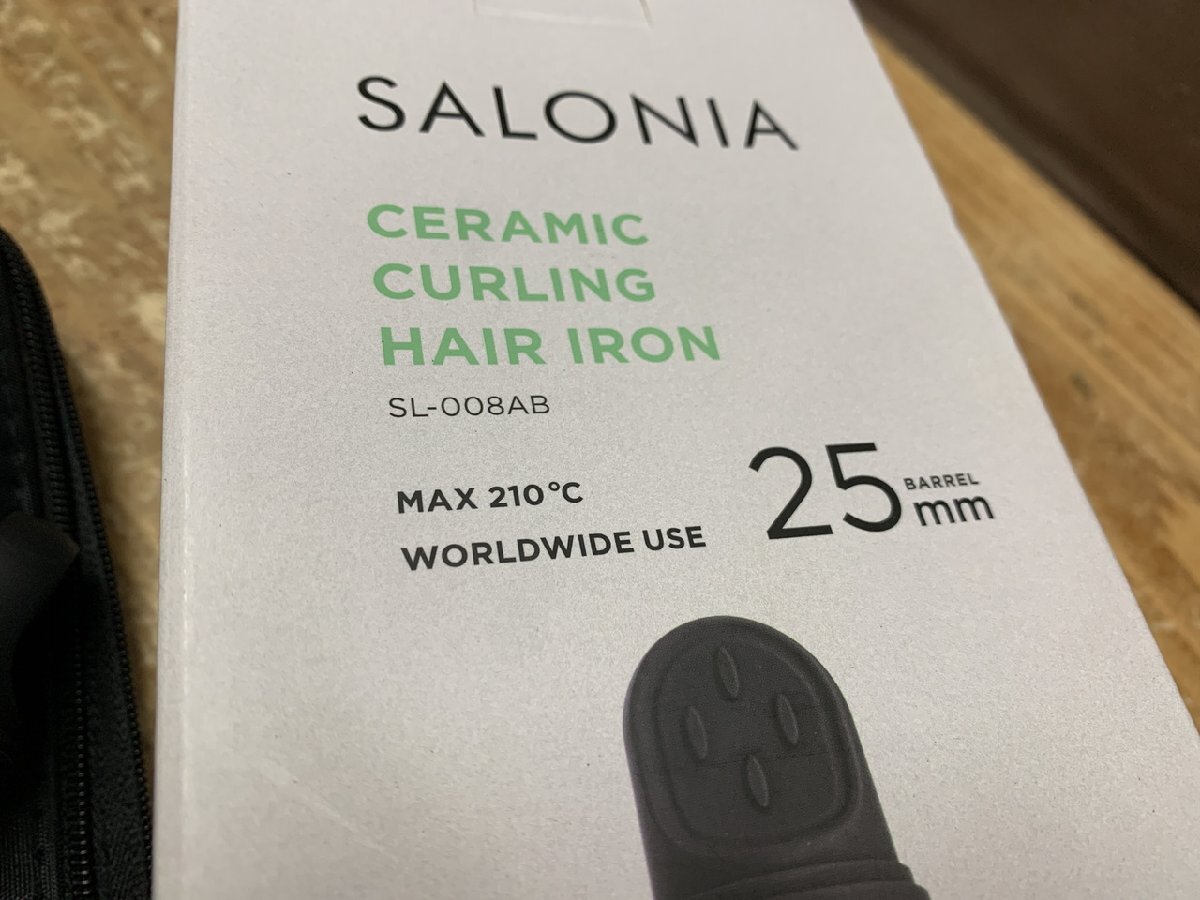 SALONIA
CERAMIC
CURLING
HAIR IRON
SL-008AB
MAX 210°C
WORLDWIDE USE
25 BARREL mm